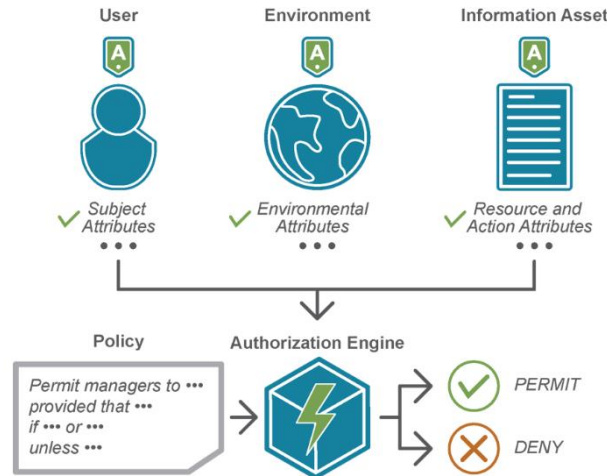 User
Environment
Information Asset
A
A
A
Subject
Attributes
•••
Environmental
Attributes
•••
Resource and
Action Attributes
•••
Policy
Authorization Engine
Permit managers to •••
provided that •••
if ••• or •••
unless •••
PERMIT
DENY